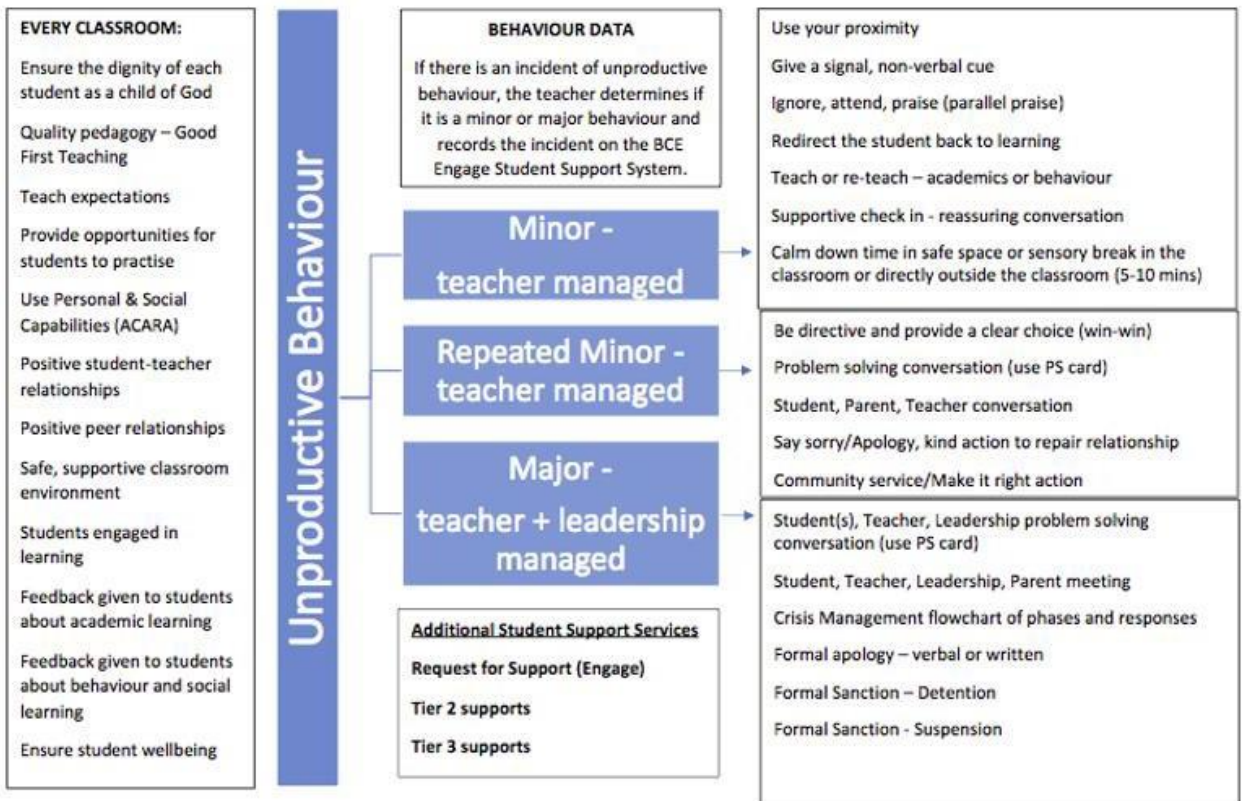 EVERY CLASSROOM:
Ensure the dignity of each
student as a child of God
Quality pedagogy – Good
First Teaching
Teach expectations
Provide opportunities for
students to practise
Use Personal & Social
Capabilities (ACARA)
Positive student-teacher
relationships
Positive peer relationships
Safe, supportive classroom
environment
Students engaged in
learning
Feedback given to students
about academic learning
Feedback given to students
about behaviour and social
learning
Ensure student wellbeing
Unproductive Behaviour
BEHAVIOUR DATA
If there is an incident of unproductive
behaviour, the teacher determines if
it is a minor or major behaviour and
records the incident on the BCE
Engage Student Support System.
Minor -
teacher managed
Repeated Minor -
teacher managed
Major -
teacher + leadership
managed
Additional Student Support Services
Request for Support (Engage)
Tier 2 supports
Tier 3 supports
Use your proximity
Give a signal, non-verbal cue
Ignore, attend, praise (parallel praise)
Redirect the student back to learning
Teach or re-teach – academics or behaviour
Supportive check in - reassuring conversation
Calm down time in safe space or sensory break in the
classroom or directly outside the classroom (5-10 mins)
Be directive and provide a clear choice (win-win)
Problem solving conversation (use PS card)
Student, Parent, Teacher conversation
Say sorry/Apology, kind action to repair relationship
Community service/Make it right action
Student(s), Teacher, Leadership problem solving
conversation (use PS card)
Student, Teacher, Leadership, Parent meeting
Crisis Management flowchart of phases and responses
Formal apology – verbal or written
Formal Sanction – Detention
Formal Sanction - Suspension